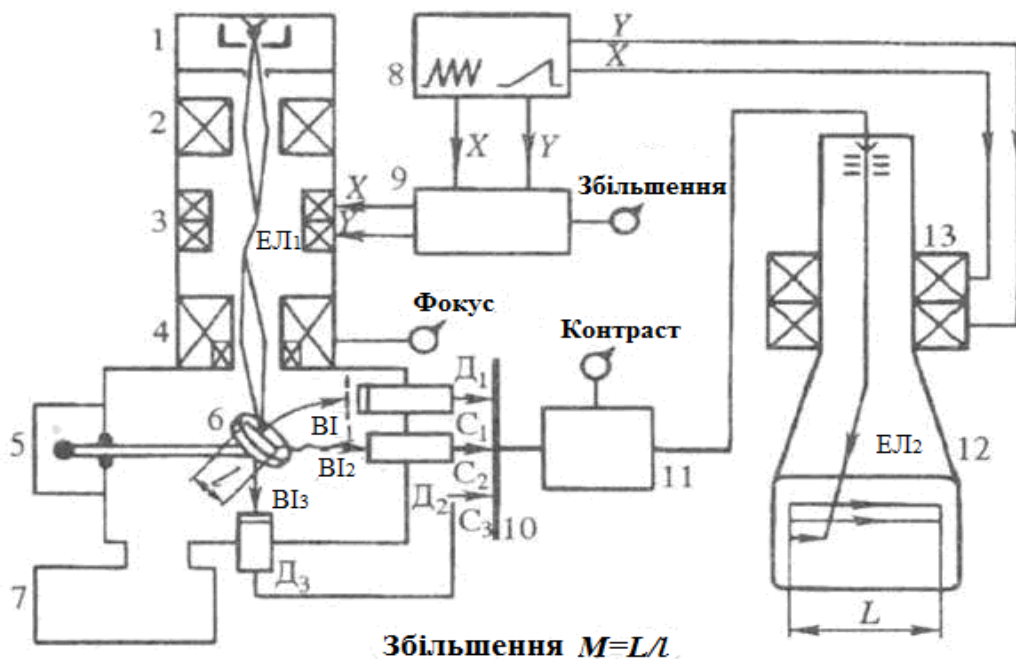 1
2
3
4
5
6
7
8
9
10
11
12
13
Y
X
X
Y
X
Y
Збільшення
ЕЛ₁
Фокус
Контраст
Д₁
С₁
ВІ
ВІ₂
С₂
Д₂
С₃
ВІ₃
Д₃
l
ЕЛ₂
L
Збільшення M=L/l